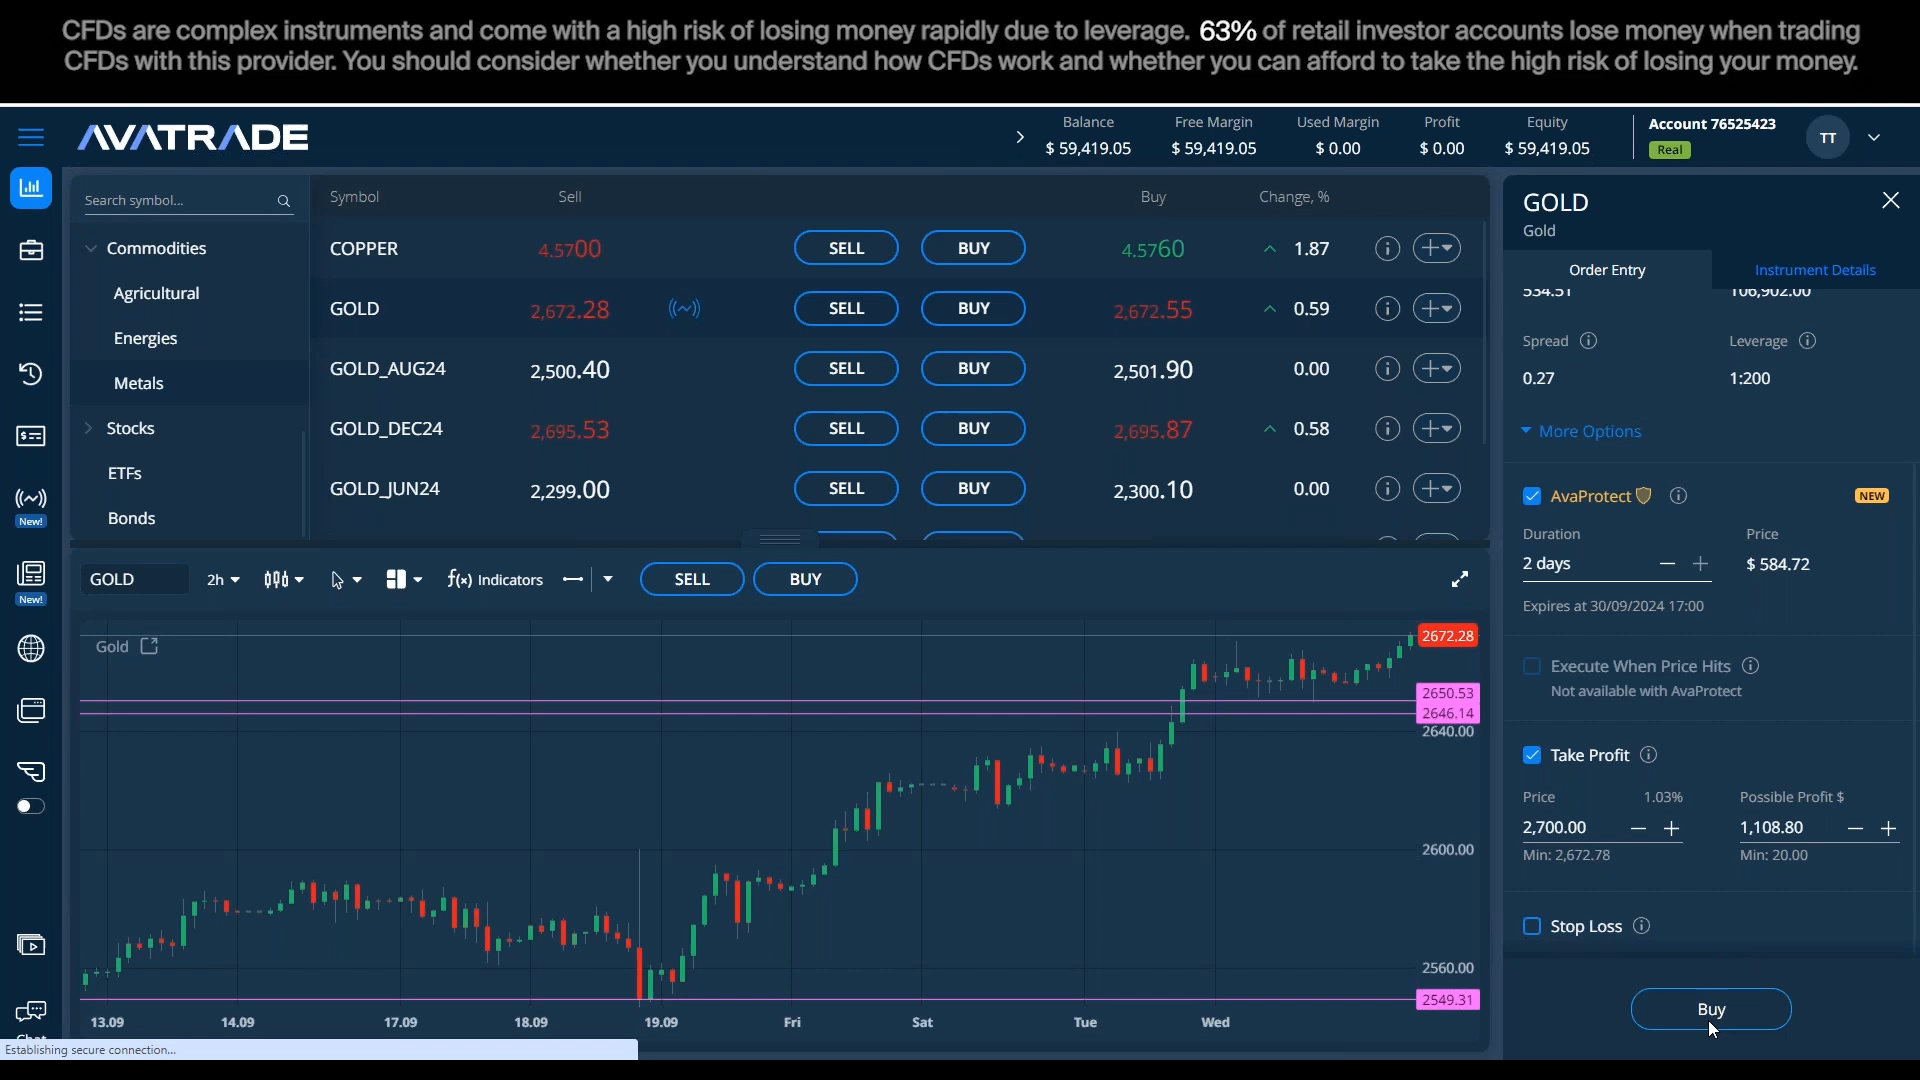 CFDs are complex instruments and come with a high risk of losing money rapidly due to leverage. 63% of retail investor accounts lose money when trading
CFDs with this provider. You should consider whether you understand how CFDs work and whether you can afford to take the high risk of losing your money.
AVATRADE
Balance Free Margin Used Margin Profit Equity
$ 59,419.05 $ 59,419.05 $ 0.00 $ 0.00 $ 59,419.05
Account 76525423
Real
TT
Search symbol...
Commodities
Agricultural
Energies
Metals
Stocks
ETFs
Bonds
Symbol Sell Buy Change, %
COPPER 4.5700 SELL BUY 4.5760 1.87
GOLD 2,672.28 SELL BUY 2,672.55 0.59
GOLD_AUG24 2,500.40 SELL BUY 2,501.90 0.00
GOLD_DEC24 2,695.53 SELL BUY 2,695.87 0.58
GOLD_JUN24 2,299.00 SELL BUY 2,300.10 0.00
New!
New!
GOLD 2h f(x) Indicators SELL BUY
Gold
2672.28
2650.53
2646.14
2640.00
2600.00
2560.00
2549.31
13.09 14.09 17.09 18.09 19.09 Fri Sat Tue Wed
Establishing secure connection...
GOLD
Gold
Order Entry Instrument Details
534.51 106,902.00
Spread Leverage
0.27 1:200
More Options
AvaProtect NEW
Duration Price
2 days $ 584.72
Expires at 30/09/2024 17:00
Execute When Price Hits
Not available with AvaProtect
Take Profit
Price 1.03% Possible Profit $
2,700.00 1,108.80
Min: 2,672.78 Min: 20.00
Stop Loss
Buy